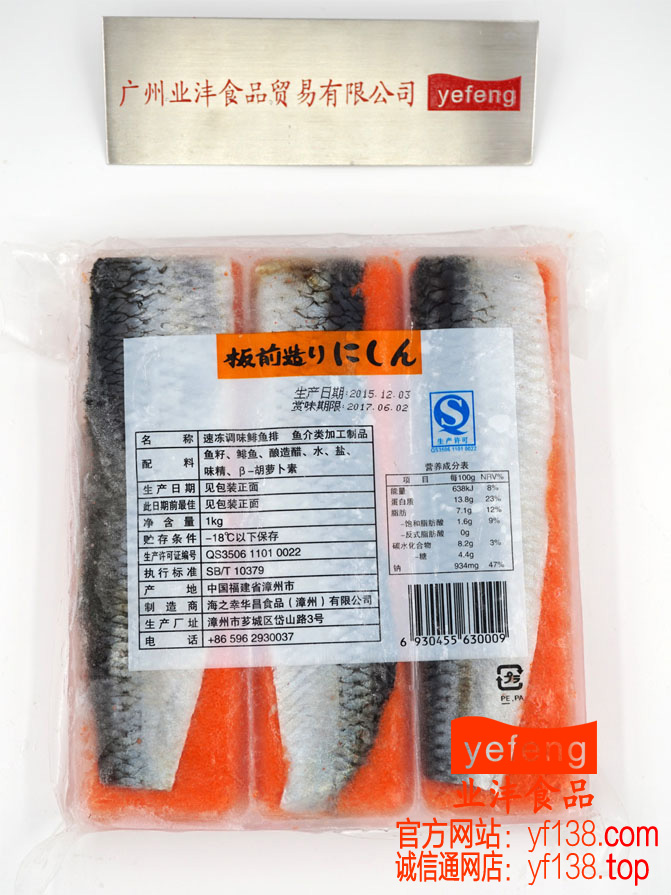 广州业沣食品贸易有限公司 yefeng
板前造りにしん
生产日期:2015.12.03
赏味期限:2017.06.02
QS
生产许可
QS3506 1101 0022
名 称 速冻调味鲱鱼排 鱼介类加工制品
配 料 鱼籽、鲱鱼、酿造醋、水、盐、
味精、β-胡萝卜素
生产日期 见包装正面
此日期前最佳 见包装正面
净含量 1kg
贮存条件 -18℃以下保存
生产许可证编号 QS3506 1101 0022
执行标准 SB/T 10379
产 地 中国福建省漳州市
制造商 海之幸华昌食品（漳州）有限公司
生产厂址 漳州市芗城区岱山路3号
电 话 +86 596 2930037
营养成分表
项 目 每100g NRV%
能量 638kJ 8%
蛋白质 13.8g 23%
脂肪 7.1g 12%
-饱和脂肪酸 1.6g 9%
-反式脂肪酸 0g
碳水化合物 8.2g 3%
-糖 4.4g
钠 934mg 47%
6 930455 630009
プラ
PE,PA
yefeng
业沣食品
官方网站：yf138.com
诚信通网店：yf138.top